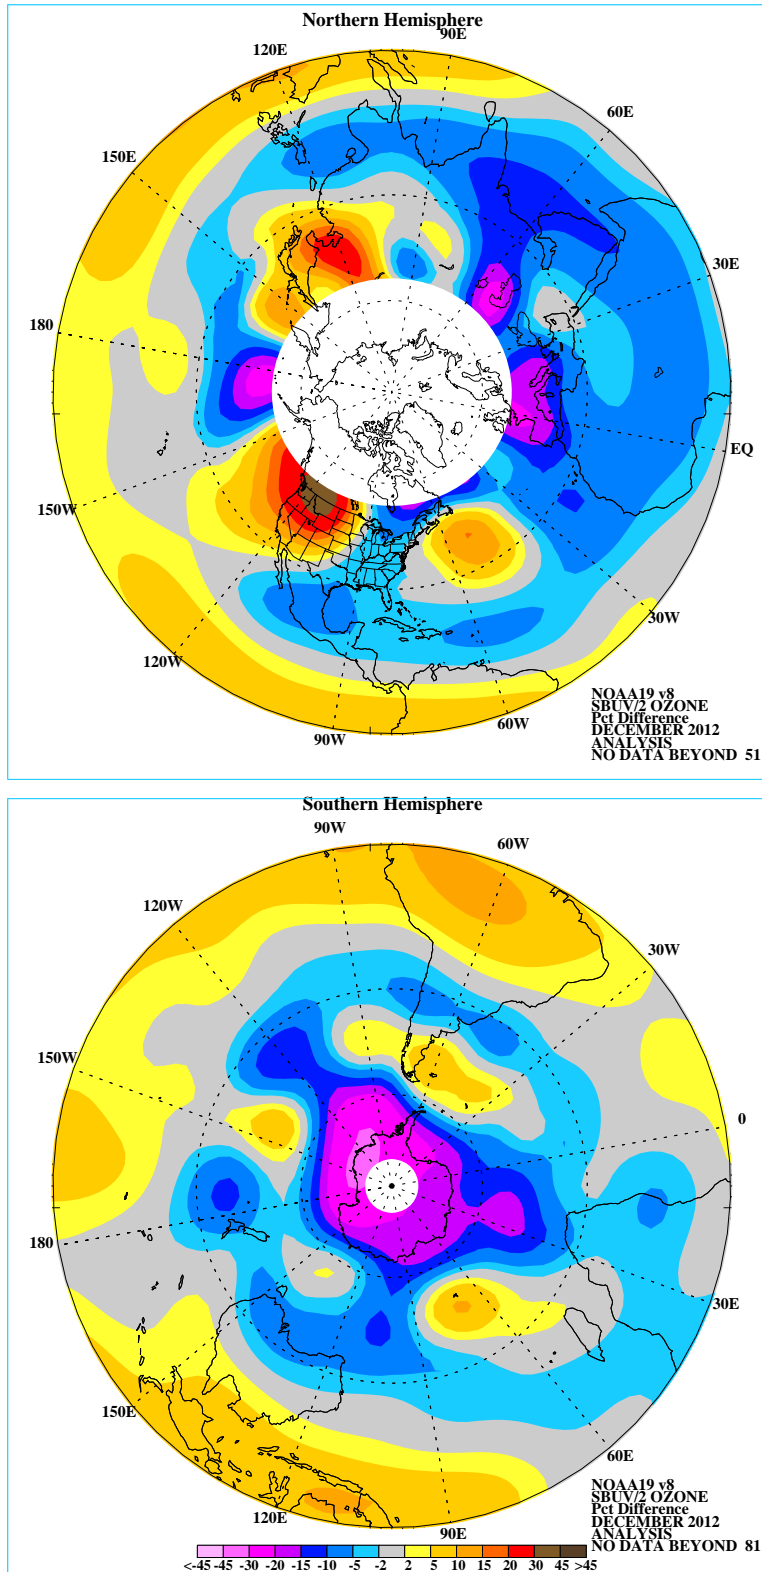 Northern Hemisphere
90E
120E
60E
150E
30E
180
EQ
150W
30W
120W
60W
90W
NOAA19 v8
SBUV/2 OZONE
Pct Difference
DECEMBER 2012
ANALYSIS
NO DATA BEYOND 51
Southern Hemisphere
90W
60W
120W
30W
150W
0
180
30E
150E
60E
120E
90E
NOAA19 v8
SBUV/2 OZONE
Pct Difference
DECEMBER 2012
ANALYSIS
NO DATA BEYOND 81
<-45 -45 -30 -20 -15 -10 -5 -2 2 5 10 15 20 30 45 >45